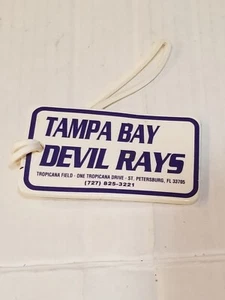 TAMPA BAY
DEVIL RAYS
TROPICANA FIELD - ONE TROPICANA DRIVE - ST. PETERSBURG, FL 33705
(727) 825-3221